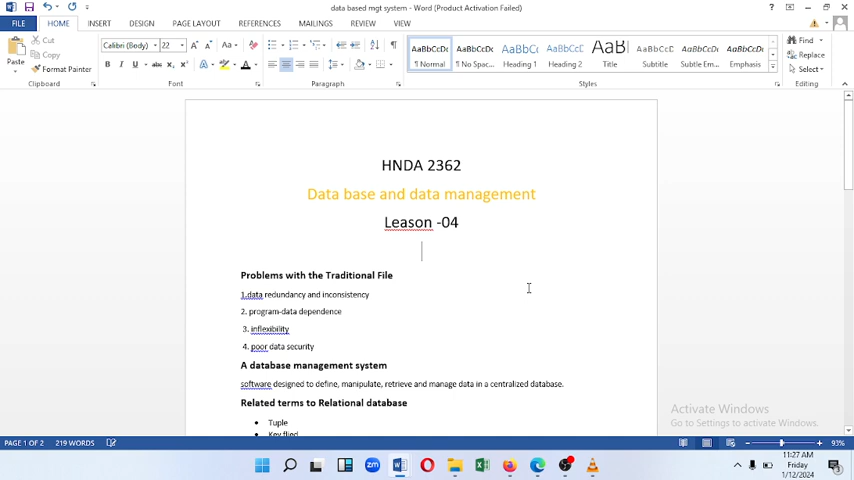 data based mgt system - Word (Product Activation Failed)
FILE HOME INSERT DESIGN PAGE LAYOUT REFERENCES MAILINGS REVIEW VIEW
Paste
Cut
Copy
Format Painter
Clipboard
Calibri (Body) 22
Font
Paragraph
AaBbCcDc ¶ Normal
AaBbCcDc ¶ No Spac...
AaBbCc Heading 1
AaBbCc Heading 2
AaB Title
AaBbCcD Subtitle
AaBbCcDc Subtle Em...
AaBbCcDc Emphasis
Styles
Find
Replace
Select
Editing
HNDA 2362
Data base and data management
Leason -04
Problems with the Traditional File
1.data redundancy and inconsistency
2. program-data dependence
3. inflexibility
4. poor data security
A database management system
software designed to define, manipulate, retrieve and manage data in a centralized database.
Related terms to Relational database
• Tuple
• Key flied
Activate Windows
Go to Settings to activate Windows.
PAGE 1 OF 2 219 WORDS 93%
11:27 AM
Friday
1/12/2024